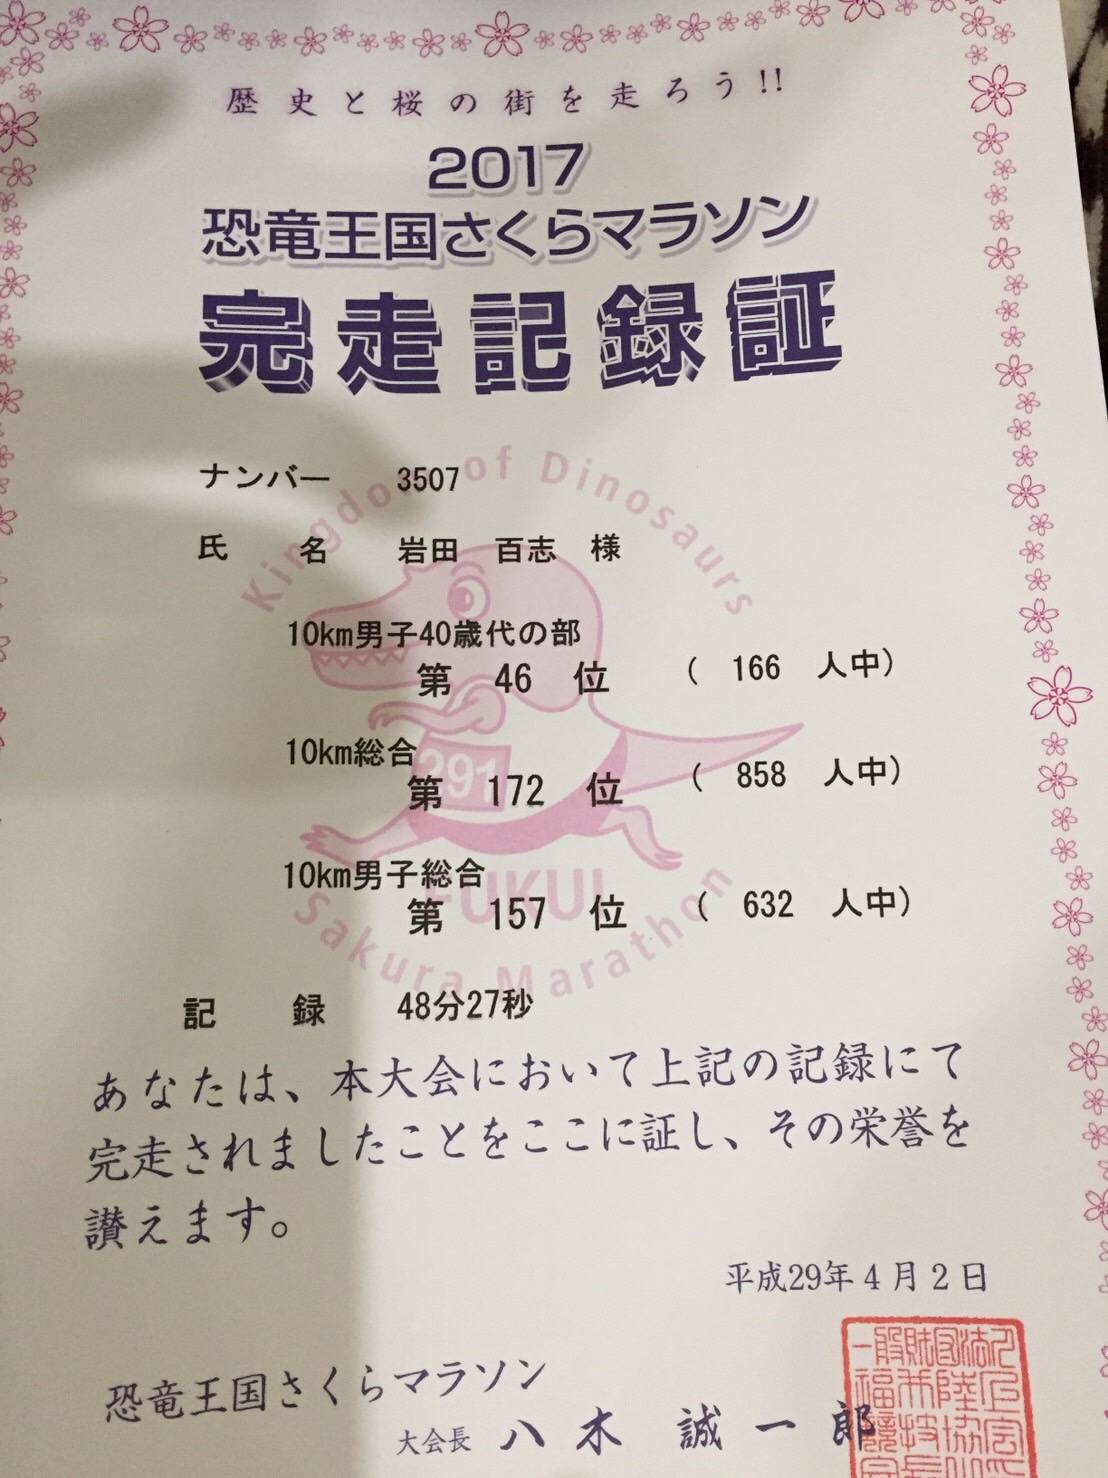 歴史と桜の街を走ろう!!
2017
恐竜王国さくらマラソン
完走記録証
Kingdom of Dinosaurs
ナンバー 3507
氏 名 岩田 百志 様
10km男子40歳代の部
第 46 位 ( 166 人中)
10km総合
291
第 172 位 ( 858 人中)
10km男子総合
FUKUI
第 157 位 ( 632 人中)
Sakura Marathon
記 録 48分27秒
あなたは、本大会において上記の記録にて
完走されましたことをここに証し、その栄誉を
讃えます。
平成29年4月2日
恐竜王国さくらマラソン
大会長 八木 誠一郎